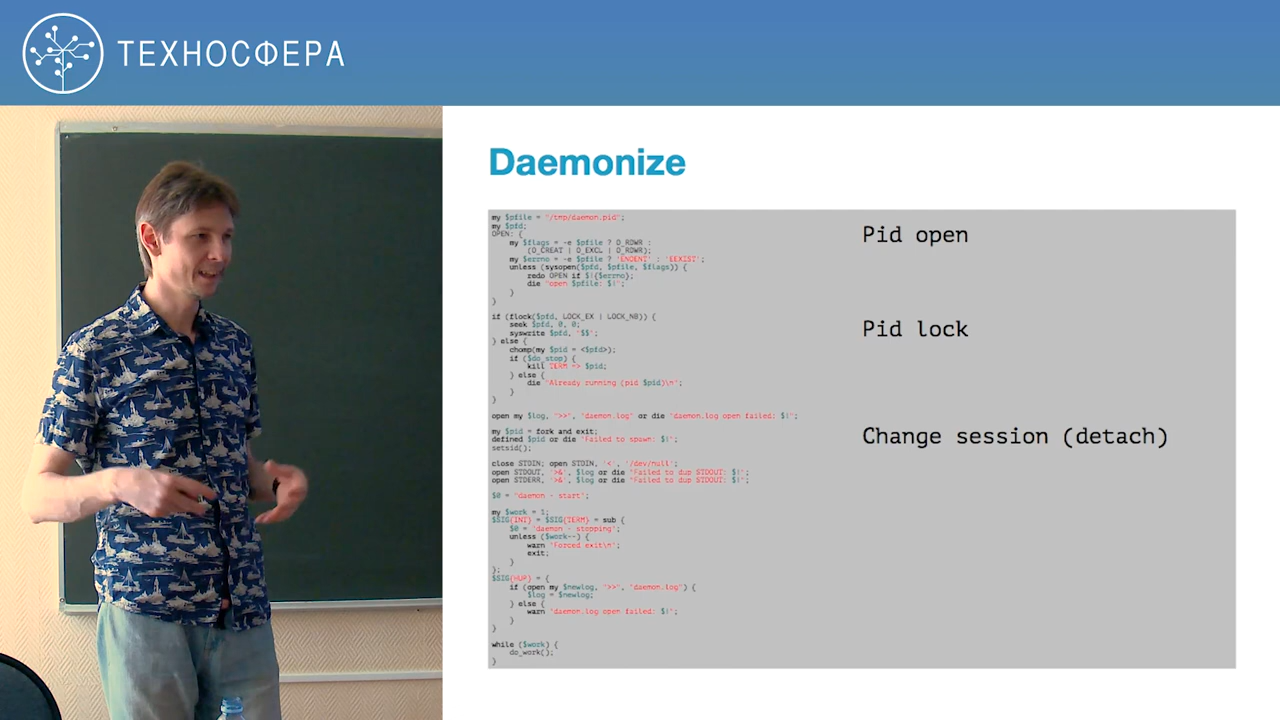 ТЕХНОСФЕРА
Daemonize
my $pfile = "/tmp/daemon.pid";
my $pfd;
OPEN: {
my $flags = -e $pfile ? O_RDWR :
(O_CREAT | O_EXCL | O_RDWR);
my $errno = -e $pfile ? 'ENOENT' : 'EEXIST';
unless (sysopen($pfd, $pfile, $flags)) {
redo OPEN if $!{$errno};
die "open $pfile: $!";
}
}
if (flock($pfd, LOCK_EX | LOCK_NB)) {
seek $pfd, 0, 0;
syswrite $pfd, "$$";
} else {
chomp(my $pid = <$pfd>);
if ($do_stop) {
kill TERM => $pid;
} else {
die "Already running (pid $pid)\n";
}
}
open my $log, ">>", "daemon.log" or die "daemon.log open failed: $!";
my $pid = fork and exit;
defined $pid or die "Failed to spawn: $!";
setsid();
close STDIN; open STDIN, '<', '/dev/null';
open STDOUT, '>&', $log or die "Failed to dup STDOUT: $!";
open STDERR, '>&', $log or die "Failed to dup STDOUT: $!";
$0 = "daemon - start";
my $work = 1;
$SIG{INT} = $SIG{TERM} = sub {
$0 = "daemon - stopping";
unless ($work--) {
warn "Forced exit\n";
exit;
}
};
$SIG{HUP} = {
if (open my $newlog, ">>", "daemon.log") {
$log = $newlog;
} else {
warn "daemon.log open failed: $!";
}
}
while ($work) {
do_work();
}
Pid open
Pid lock
Change session (detach)